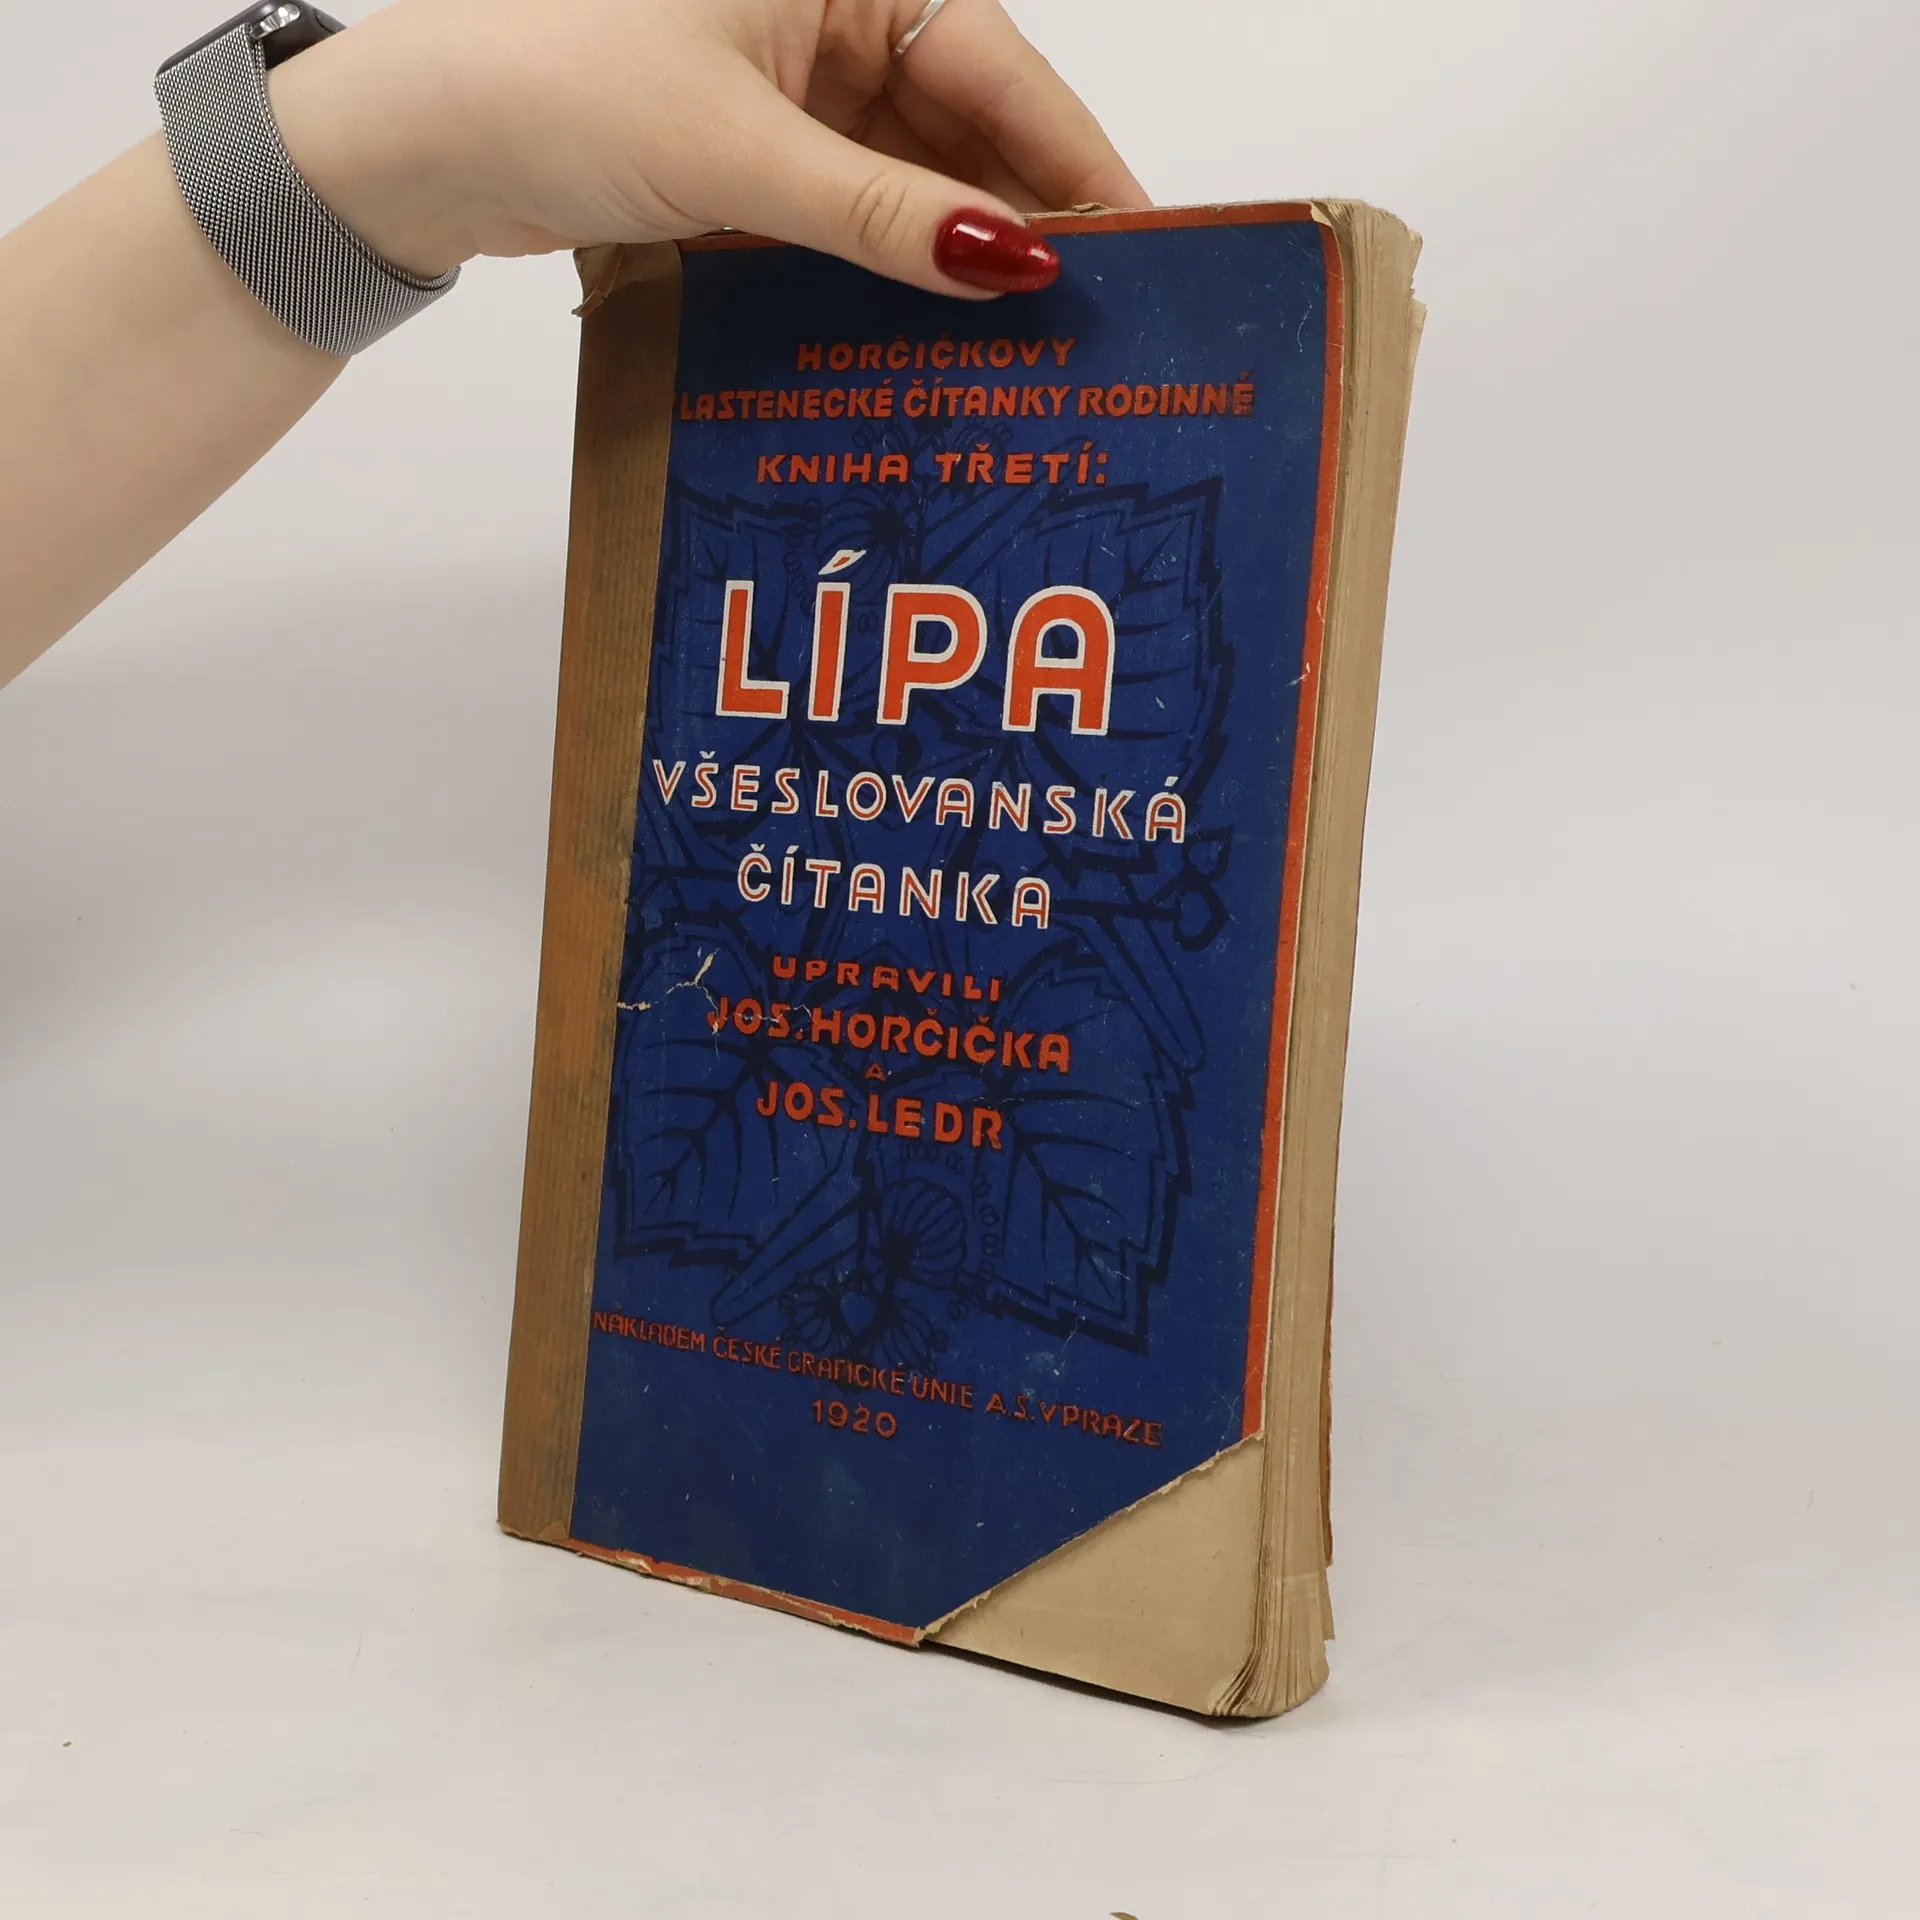 HORČIČKOVY
VLASTENECKÉ ČÍTANKY RODINNÉ
KNIHA TŘETÍ:
LÍPA
VŠESLOVANSKÁ
ČÍTANKA
UPRAVILI
JOS. HORČIČKA
A
JOS. LEDR
NÁKLADEM ČESKÉ GRAFICKÉ UNIE A.S. V PRAZE
1920